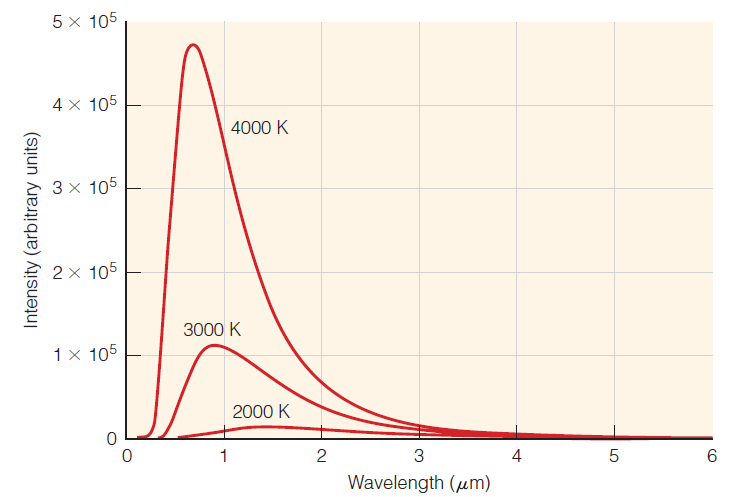 5 × 10⁵
4 × 10⁵
3 × 10⁵
2 × 10⁵
1 × 10⁵
0
Intensity (arbitrary units)
4000 K
3000 K
2000 K
0 1 2 3 4 5 6
Wavelength (μm)